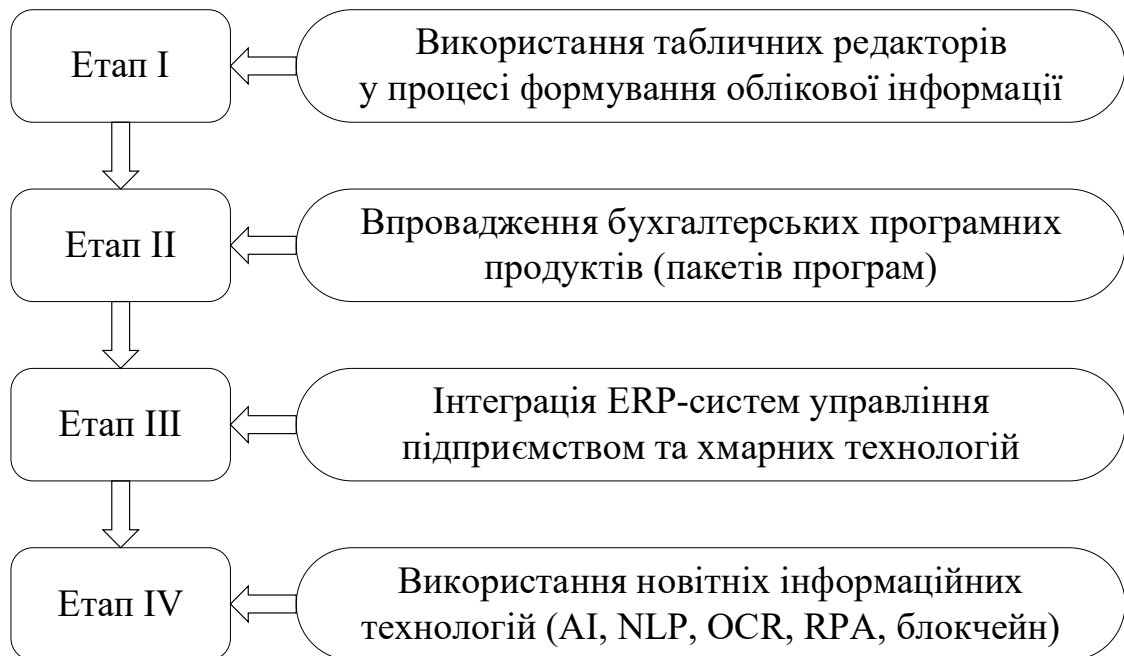 Етап I
Використання табличних редакторів
у процесі формування облікової інформації
Етап II
Впровадження бухгалтерських програмних
продуктів (пакетів програм)
Етап III
Інтеграція ERP-систем управління
підприємством та хмарних технологій
Етап IV
Використання новітніх інформаційних
технологій (AI, NLP, OCR, RPA, блокчейн)